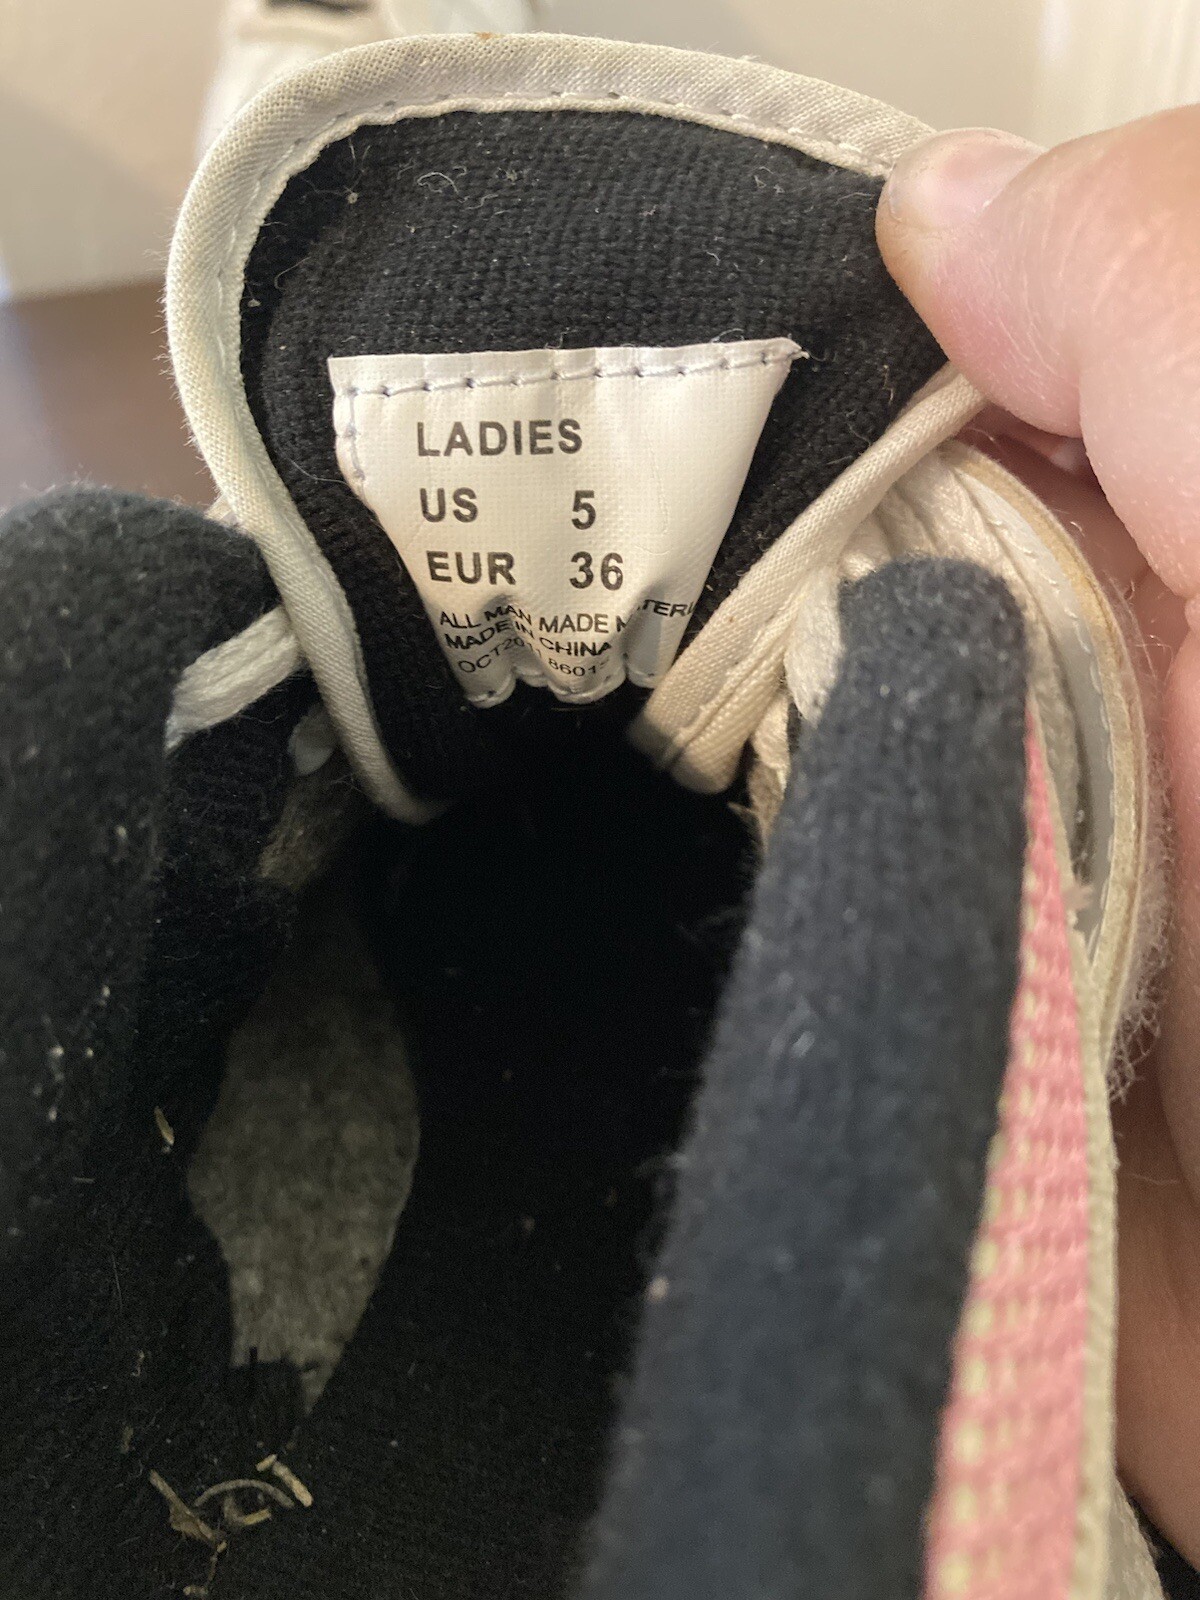 LADIES
US 5
EUR 36
ALL MAN MADE
MADE IN CHINA